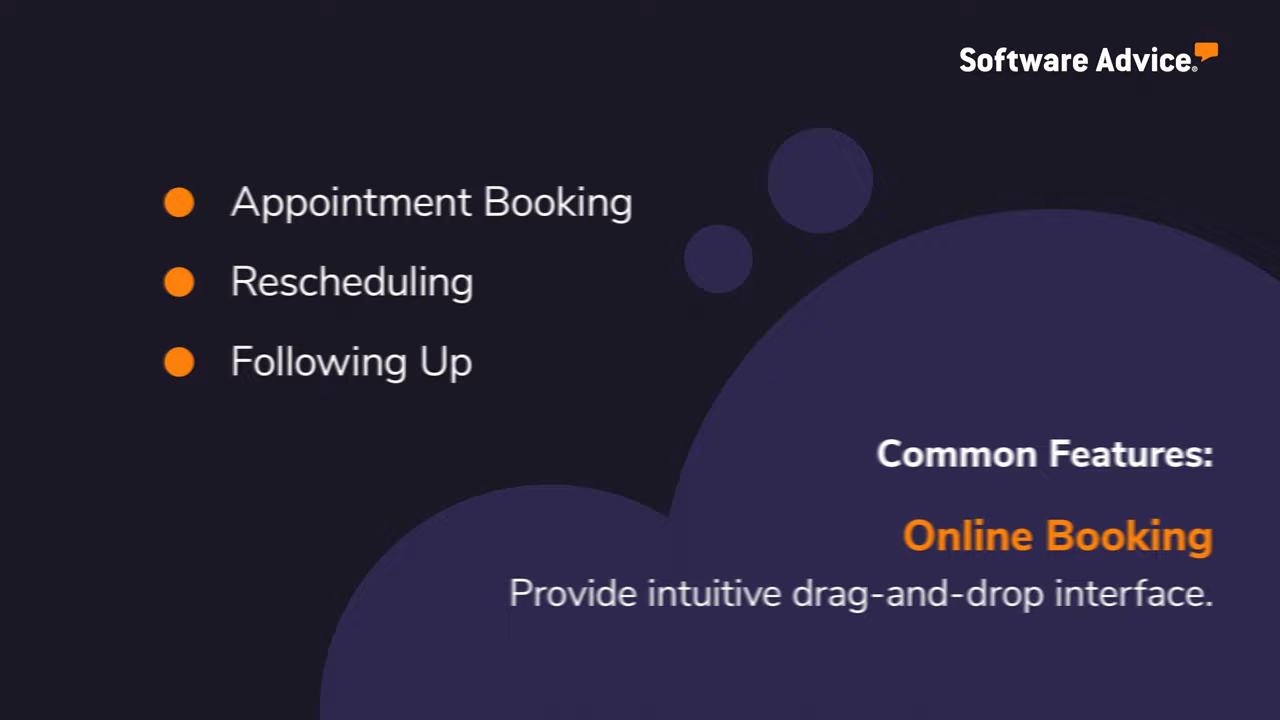 Software Advice®
Appointment Booking
Rescheduling
Following Up
Common Features:
Online Booking
Provide intuitive drag-and-drop interface.